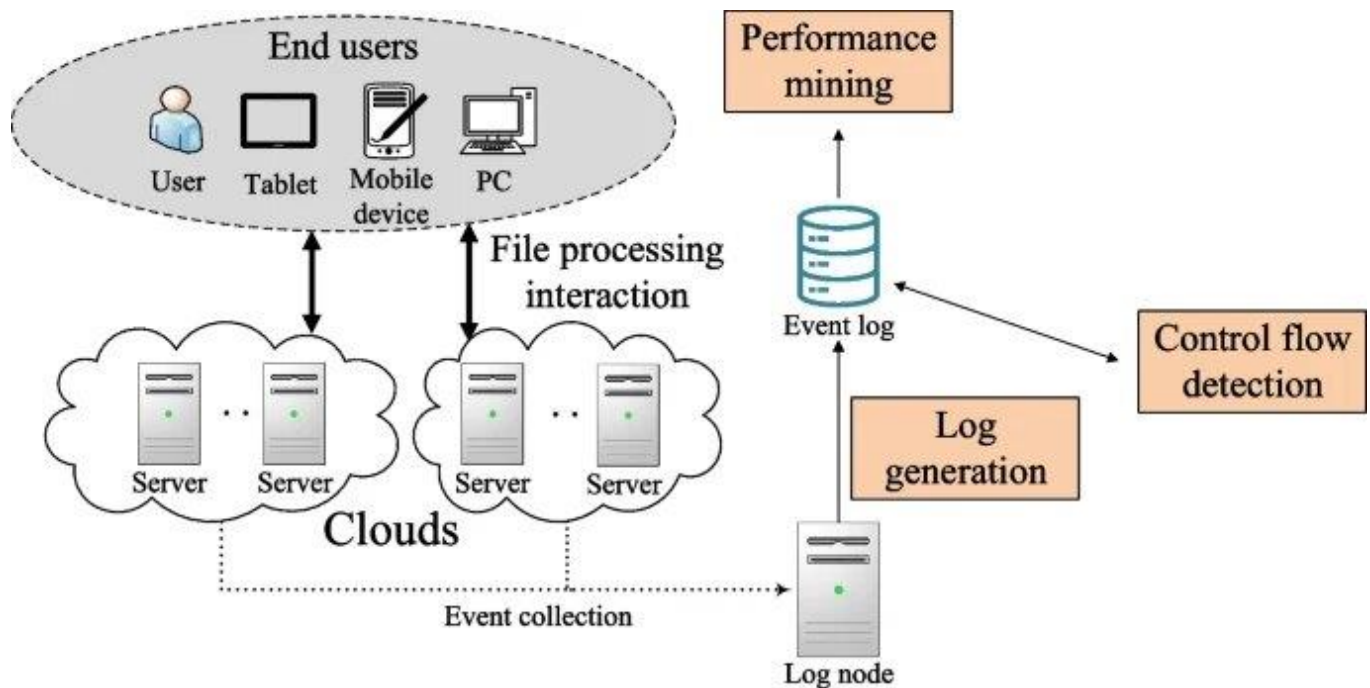 End users
User
Tablet
Mobile
device
PC
File processing
interaction
Server
Server
Server
Server
Clouds
Event collection
Performance
mining
Event log
Control flow
detection
Log
generation
Log node